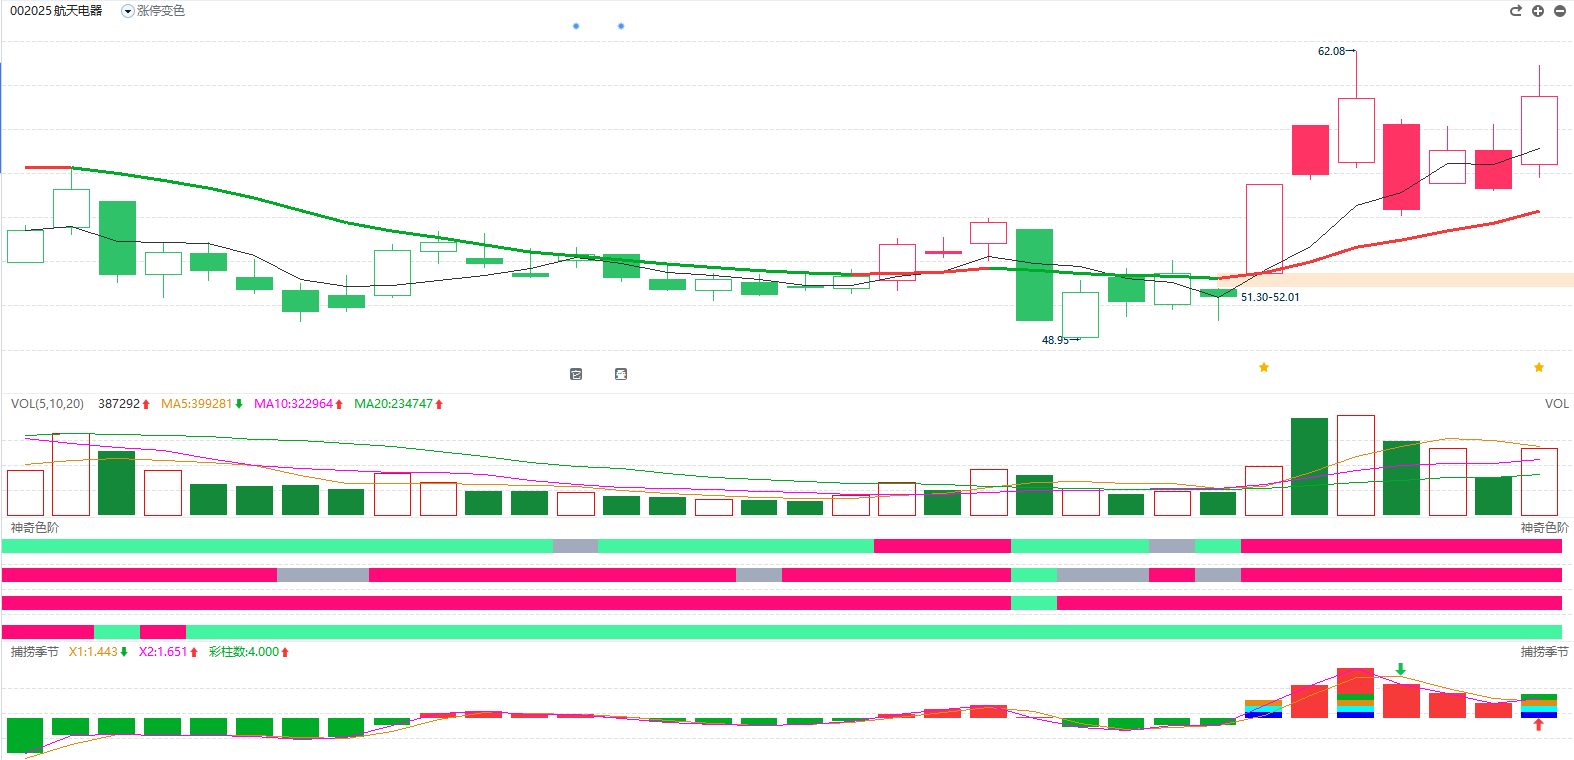 002025 航天电器 涨停变色
62.08
51.30-52.01
48.95
VOL(5,10,20) 387292 MA5:399281 MA10:322964 MA20:234747 VOL
神奇色阶 神奇色阶
捕捞季节 X1:1.443 X2:1.651 彩柱数:4.000 捕捞季节